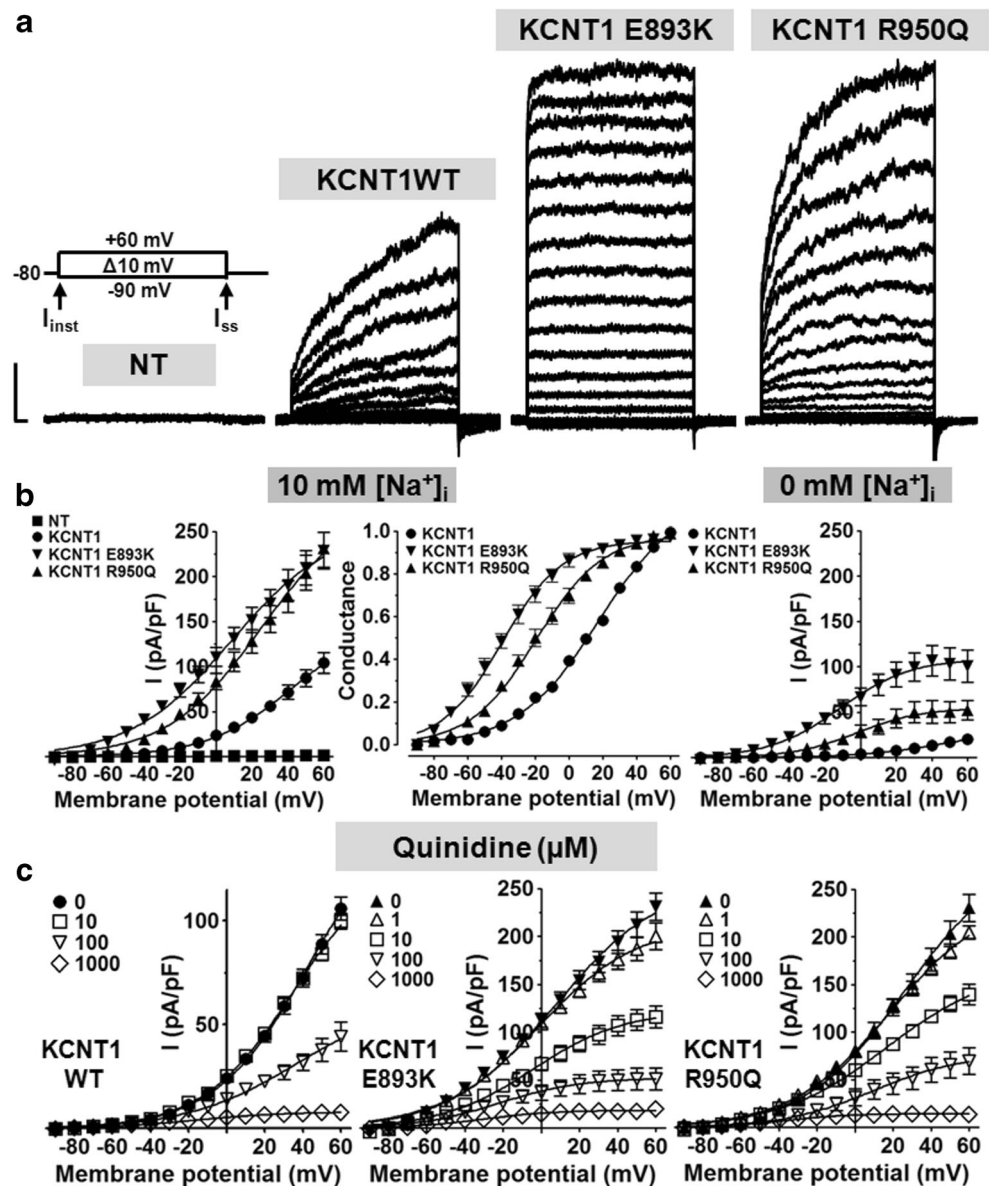 a
KCNT1 E893K
KCNT1 R950Q
KCNT1WT
+60 mV
-80
Δ10 mV
-90 mV
I inst
I ss
NT
b
10 mM [Na+]i
0 mM [Na+]i
NT
KCNT1
KCNT1 E893K
KCNT1 R950Q
I (pA/pF)
250
200
150
100
50
-80 -60 -40 -20 20 40 60
Membrane potential (mV)
KCNT1
KCNT1 E893K
KCNT1 R950Q
Conductance
1.0
0.8
0.6
0.4
0.2
0.0
-80 -60 -40 -20 0 20 40 60
Membrane potential (mV)
KCNT1
KCNT1 E893K
KCNT1 R950Q
I (pA/pF)
250
200
150
100
50
-80 -60 -40 -20 20 40 60
Membrane potential (mV)
Quinidine (µM)
c
0
10
100
1000
I (pA/pF)
100
50
KCNT1
WT
-80 -60 -40 -20 20 40 60
Membrane potential (mV)
0
1
10
100
1000
I (pA/pF)
250
200
150
100
50
KCNT1
E893K
-80 -60 -40 -20 20 40 60
Membrane potential (mV)
0
1
10
100
1000
I (pA/pF)
250
200
150
100
50
KCNT1
R950Q
-80 -60 -40 -20 20 40 60
Membrane potential (mV)